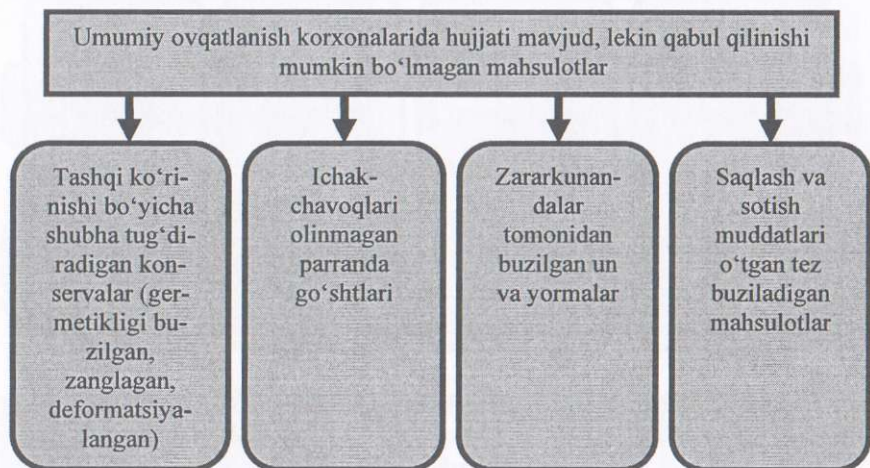 Umumiy ovqatlanish korxonalarida hujjati mavjud, lekin qabul qilinishi
mumkin bo‘lmagan mahsulotlar
Tashqi ko‘ri-
nishi bo‘yicha
shubha tug‘di-
radigan kon-
servalar (ger-
metikligi bu-
zilgan,
zanglagan,
deformatsiya-
langan)
Ichak-
chavoqlari
olinmagan
parranda
go‘shtlari
Zararkunan-
dalar
tomonidan
buzilgan un
va yormalar
Saqlash va
sotish
muddatlari
o‘tgan tez
buziladigan
mahsulotlar